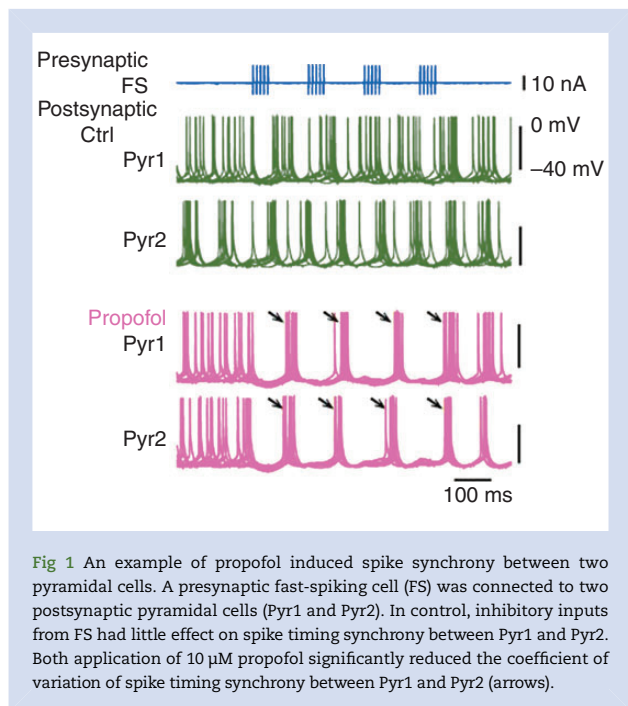 Presynaptic
FS
10 nA
Postsynaptic
Ctrl
0 mV
Pyr1
–40 mV
Pyr2
Propofol
Pyr1
Pyr2
100 ms
Fig 1 An example of propofol induced spike synchrony between two
pyramidal cells. A presynaptic fast-spiking cell (FS) was connected to two
postsynaptic pyramidal cells (Pyr1 and Pyr2). In control, inhibitory inputs
from FS had little effect on spike timing synchrony between Pyr1 and Pyr2.
Both application of 10 μM propofol significantly reduced the coefficient of
variation of spike timing synchrony between Pyr1 and Pyr2 (arrows).